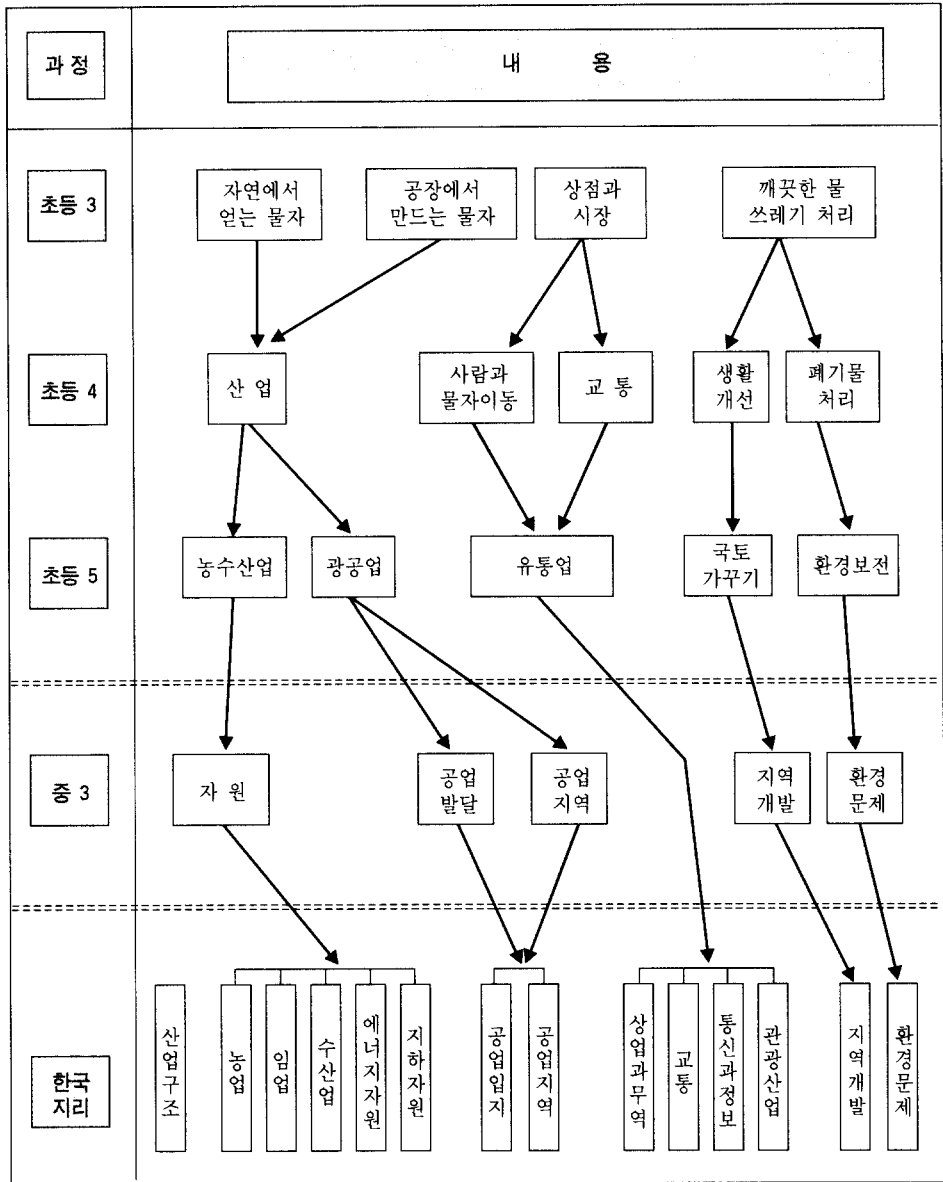 과 정
내 용
초등 3
자연에서
얻는 물자
공장에서
만드는 물자
상점과
시장
깨끗한 물
쓰레기 처리
초등 4
산 업
사람과
물자이동
교 통
생활
개선
폐기물
처리
초등 5
농수산업
광공업
유통업
국토
가꾸기
환경보전
중 3
자 원
공업
발달
공업
지역
지역
개발
환경
문제
한국
지리
산업구조
농업
임업
수산업
에너지자원
지하자원
공업입지
공업지역
상업과무역
교통
통신과정보
관광산업
지역개발
환경문제